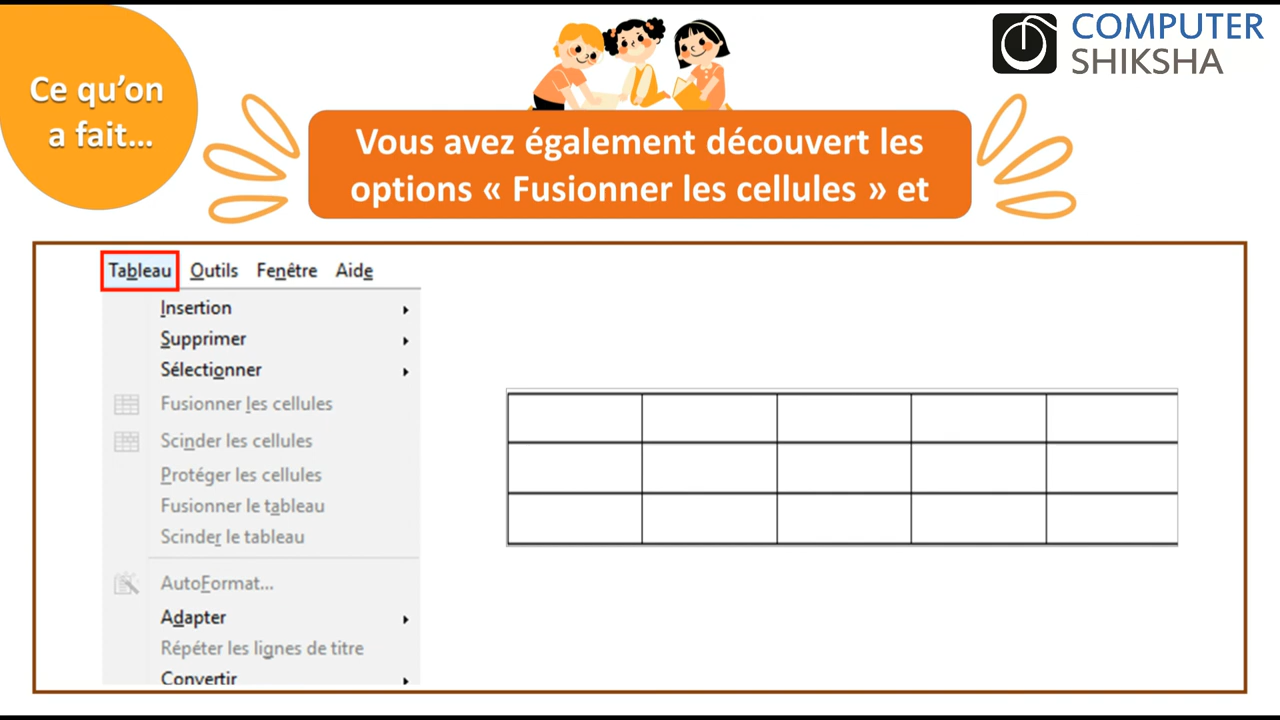 Ce qu’on
a fait...
COMPUTER
SHIKSHA
Vous avez également découvert les
options « Fusionner les cellules » et
Tableau Outils Fenêtre Aide
Insertion
Supprimer
Sélectionner
Fusionner les cellules
Scinder les cellules
Protéger les cellules
Fusionner le tableau
Scinder le tableau
AutoFormat...
Adapter
Répéter les lignes de titre
Convertir